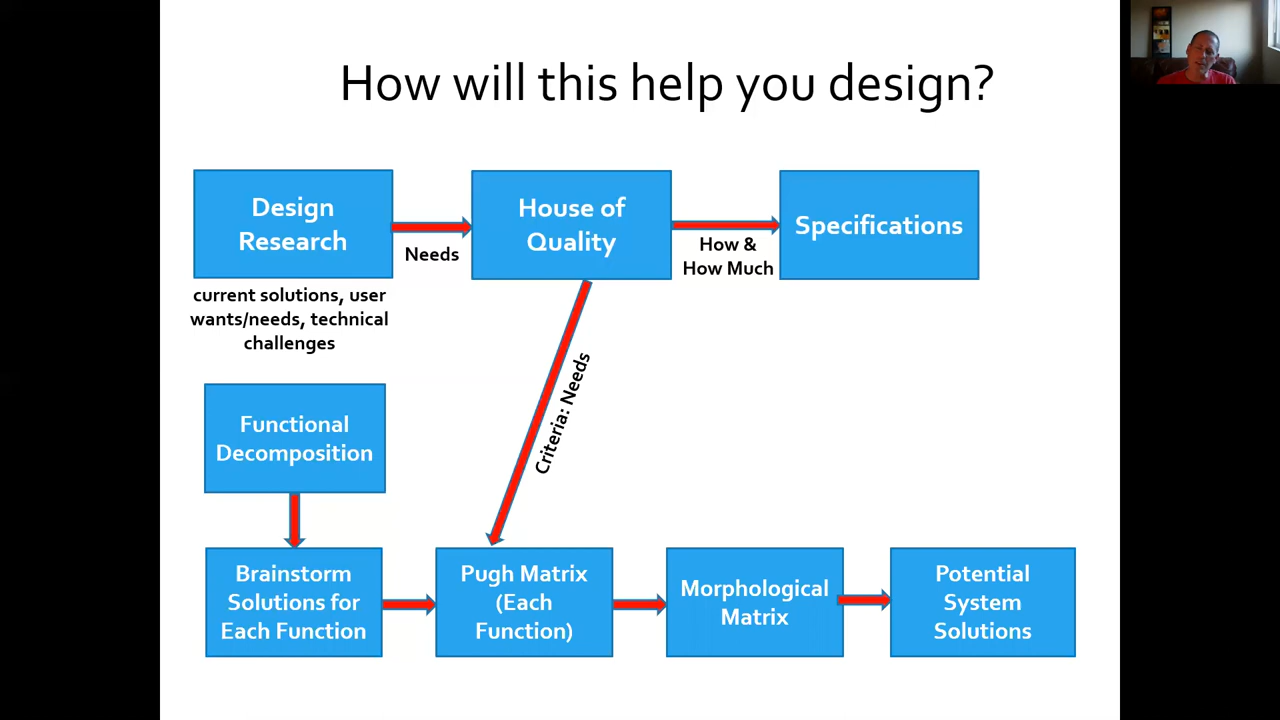 How will this help you design?
Design
Research
Needs
House of
Quality
How &
How Much
Specifications
current solutions, user
wants/needs, technical
challenges
Criteria: Needs
Functional
Decomposition
Brainstorm
Solutions for
Each Function
Pugh Matrix
(Each
Function)
Morphological
Matrix
Potential
System
Solutions